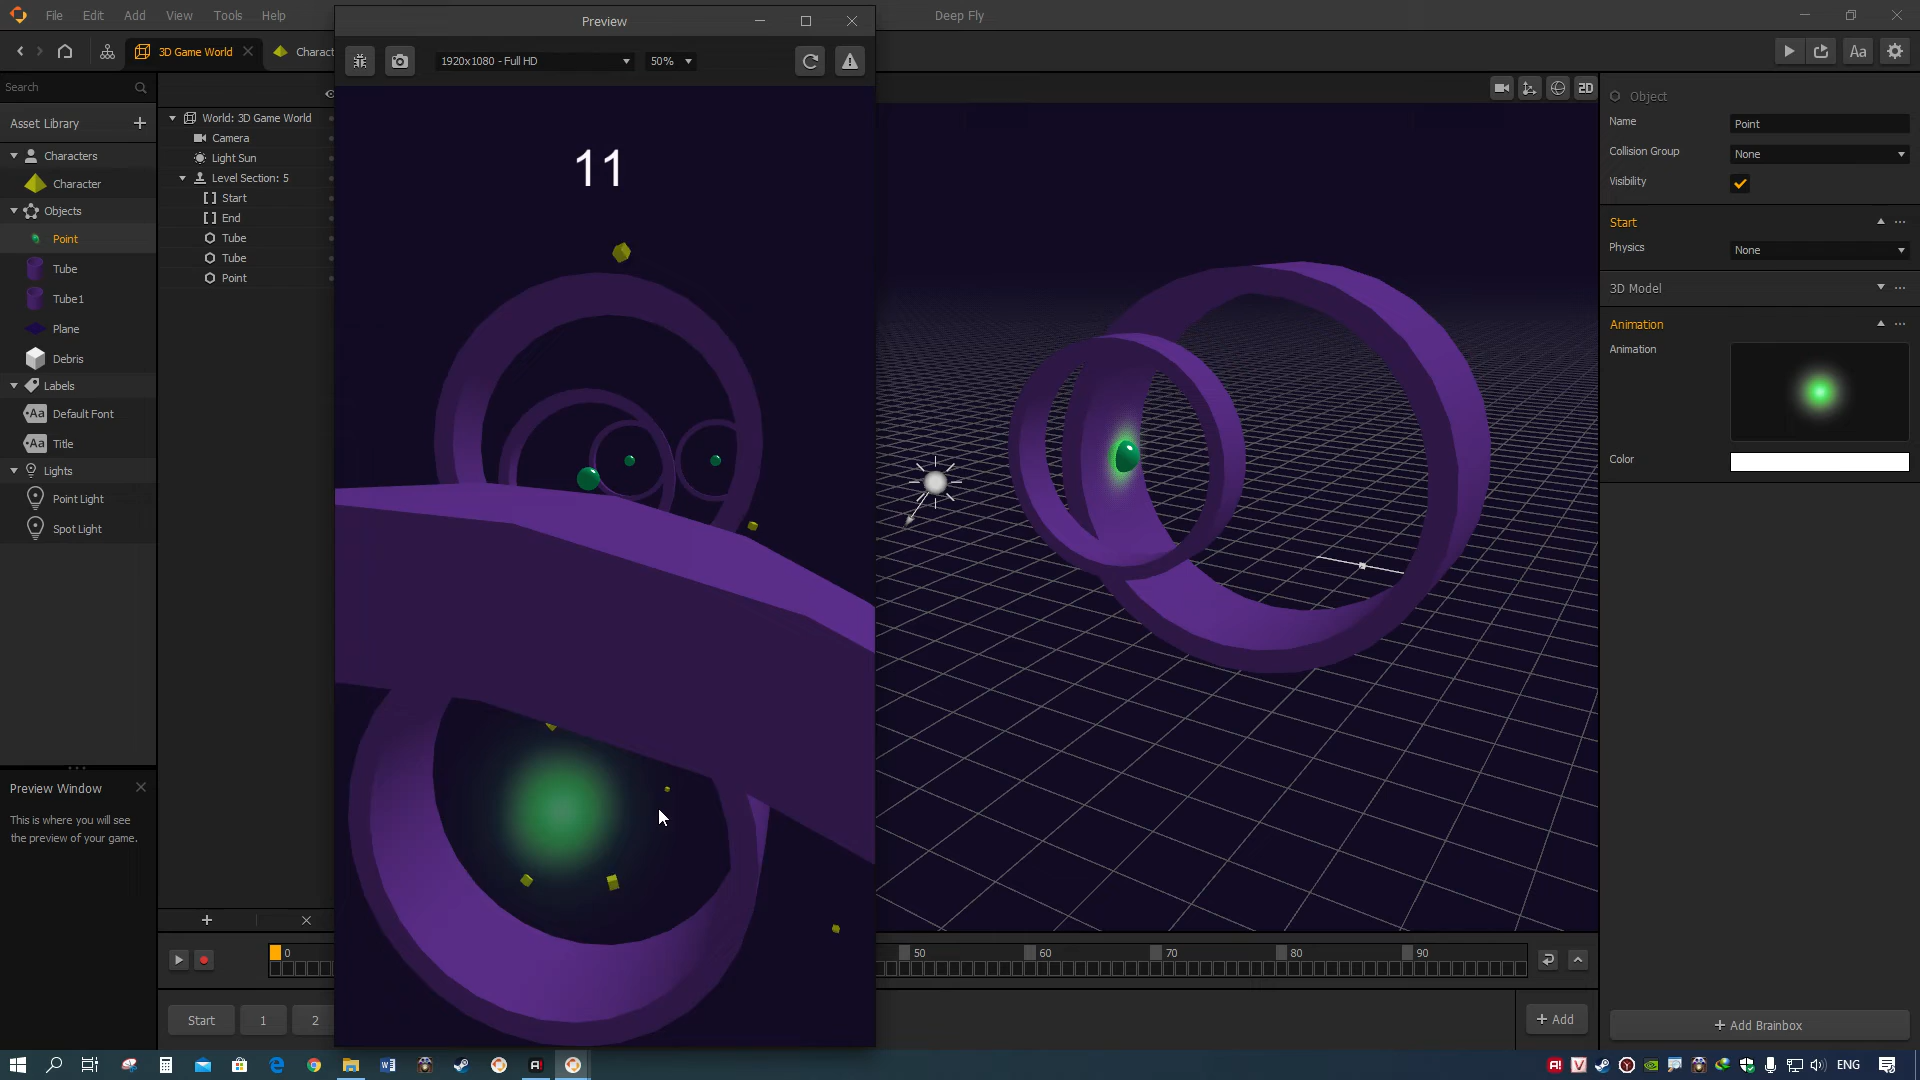 File Edit View Tools Help
Preview
Deep Fly
3D Game World
Charact
1920x1080 - Full HD
50%
Aa
Search
Asset Library
Characters
Character
Objects
Point
Tube
Tube1
Plane
Debris
Labels
Aa Default Font
Aa Title
Lights
Point Light
Spot Light
Preview Window
This is where you will see
the preview of your game.
World: 3D Game World
Camera
Light Sun
Level Section: 5
Start
End
Tube
Tube
Point
11
2D
Object
Name Point
Collision Group None
Visibility
Start
Physics None
3D Model
Animation
Animation
Color
+ Add Brainbox
0 50 60 70 80 90
Start 1 2
+ Add
ENG